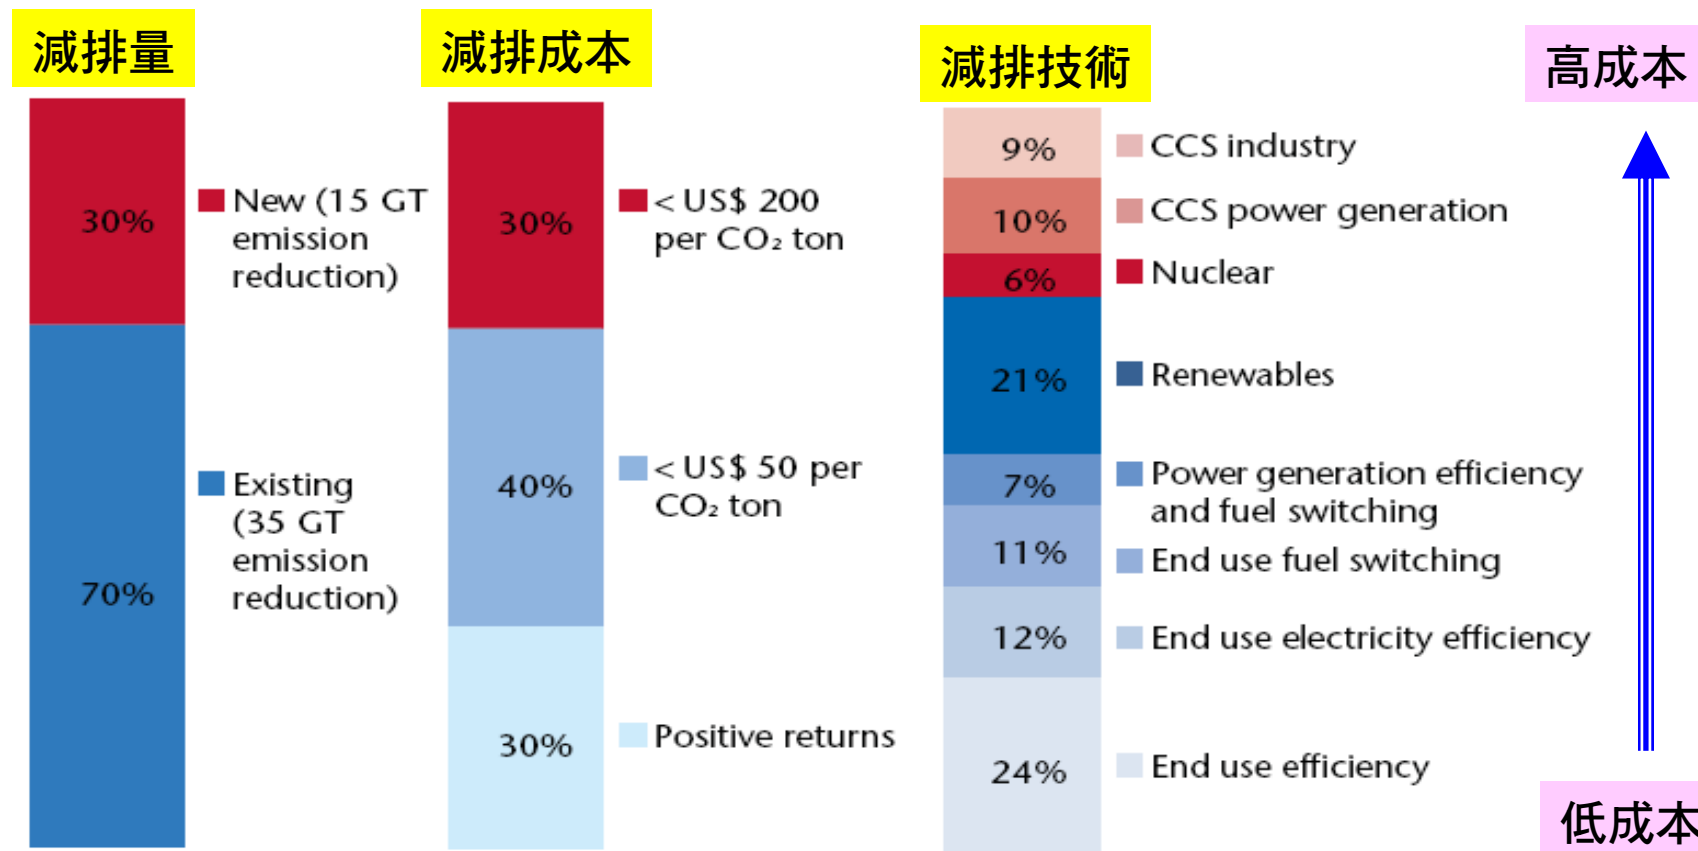 減排量
30%
New (15 GT
emission
reduction)
70%
Existing
(35 GT
emission
reduction)
減排成本
30%
< US$ 200
per CO₂ ton
40%
< US$ 50 per
CO₂ ton
30%
Positive returns
減排技術
9%
CCS industry
10%
CCS power generation
6%
Nuclear
21%
Renewables
7%
Power generation efficiency
and fuel switching
11%
End use fuel switching
12%
End use electricity efficiency
24%
End use efficiency
高成本
低成本